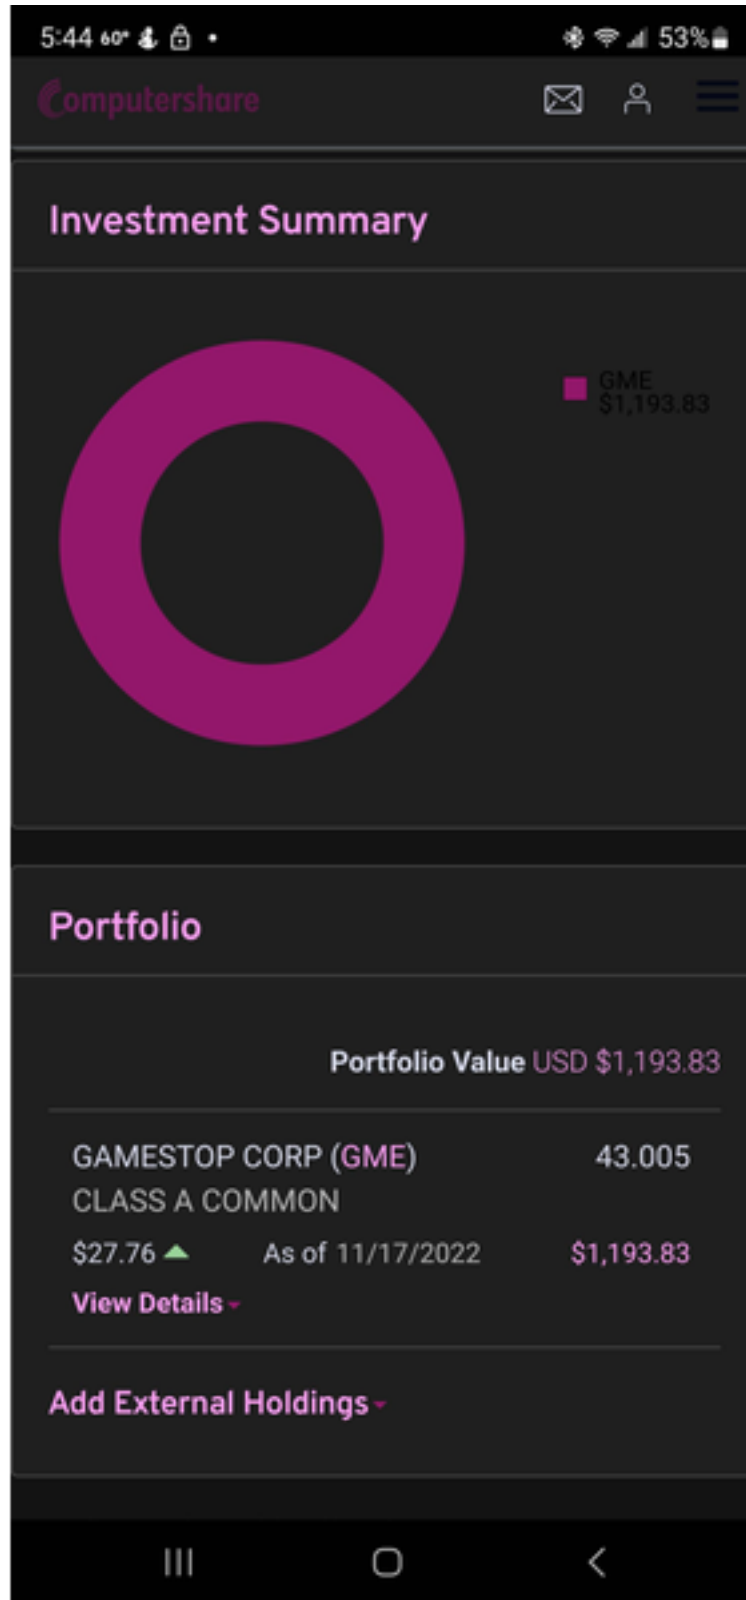 5:44 60° 53%
Computershare
Investment Summary
GME
$1,193.83
Portfolio
Portfolio Value USD $1,193.83
GAMESTOP CORP (GME) 43.005
CLASS A COMMON
$27.76 As of 11/17/2022 $1,193.83
View Details
Add External Holdings